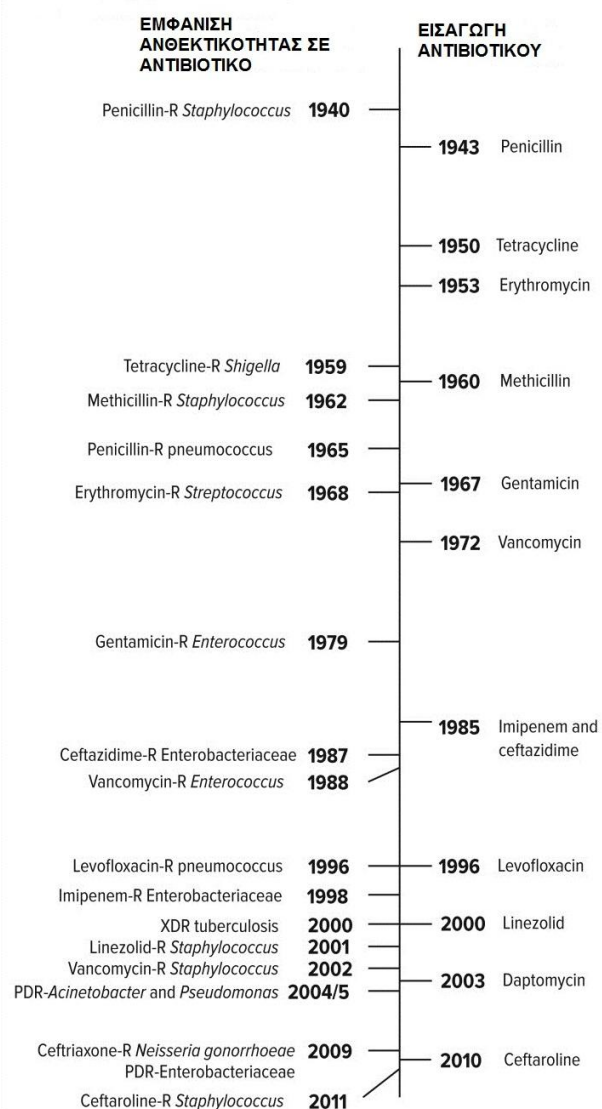 ΕΜΦΑΝΙΣΗ
ΑΝΘΕΚΤΙΚΟΤΗΤΑΣ ΣΕ
ΑΝΤΙΒΙΟΤΙΚΟ
ΕΙΣΑΓΩΓΗ
ΑΝΤΙΒΙΟΤΙΚΟΥ
Penicillin-R Staphylococcus 1940
1943 Penicillin
1950 Tetracycline
1953 Erythromycin
Tetracycline-R Shigella 1959
1960 Methicillin
Methicillin-R Staphylococcus 1962
Penicillin-R pneumococcus 1965
1967 Gentamicin
Erythromycin-R Streptococcus 1968
1972 Vancomycin
Gentamicin-R Enterococcus 1979
1985 Imipenem and
ceftazidime
Ceftazidime-R Enterobacteriaceae 1987
Vancomycin-R Enterococcus 1988
Levofloxacin-R pneumococcus 1996
1996 Levofloxacin
Imipenem-R Enterobacteriaceae 1998
XDR tuberculosis 2000
2000 Linezolid
Linezolid-R Staphylococcus 2001
Vancomycin-R Staphylococcus 2002
2003 Daptomycin
PDR-Acinetobacter and Pseudomonas 2004/5
Ceftriaxone-R Neisseria gonorrhoeae 2009
PDR-Enterobacteriaceae
2010 Ceftaroline
Ceftaroline-R Staphylococcus 2011